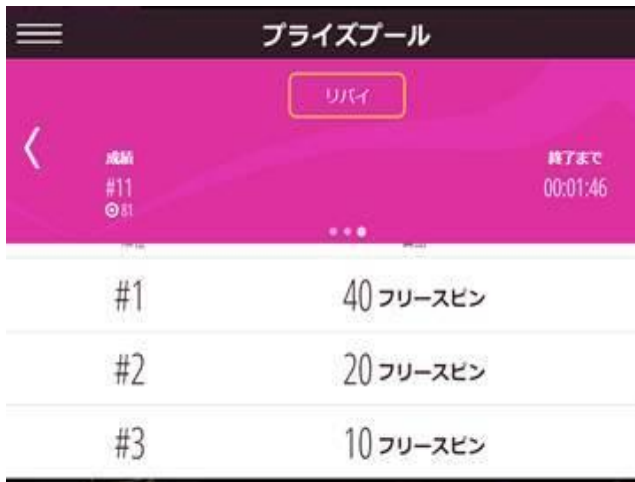 プライズプール
リバイ
成績
終了まで
#11
00:01:46
81
#1
40 フリースピン
#2
20 フリースピン
#3
10 フリースピン